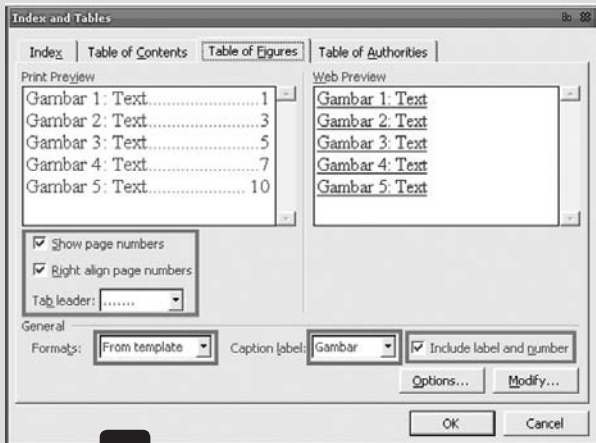 Index and Tables
Index Table of Contents Table of Figures Table of Authorities
Print Preview
Gambar 1: Text..........................1
Gambar 2: Text..........................3
Gambar 3: Text..........................5
Gambar 4: Text..........................7
Gambar 5: Text....................... 10
Web Preview
Gambar 1: Text
Gambar 2: Text
Gambar 3: Text
Gambar 4: Text
Gambar 5: Text
Show page numbers
Right align page numbers
Tab leader: .......
General
Formats: From template Caption label: Gambar Include label and number
Options... Modify...
OK Cancel